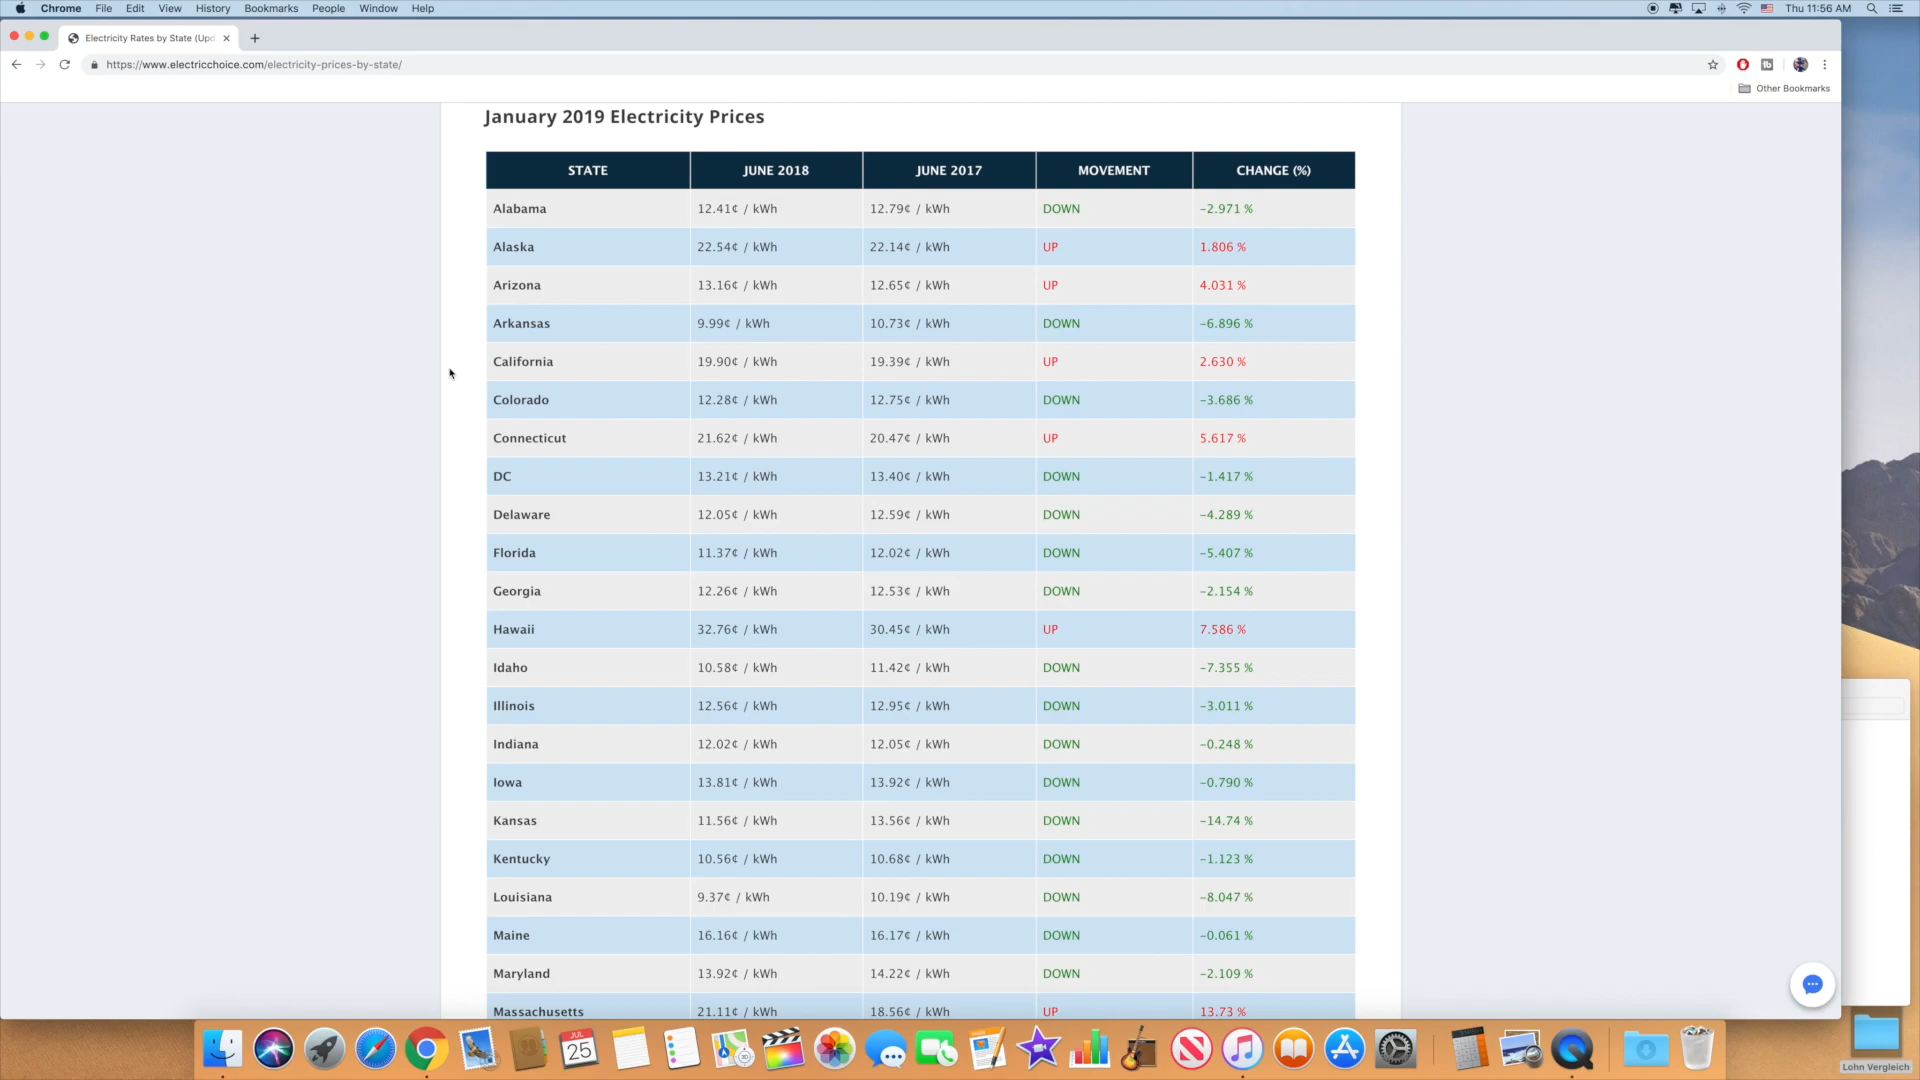 Chrome File Edit View History Bookmarks People Window Help Thu 11:56 AM
Electricity Rates by State (Upd
https://www.electricchoice.com/electricity-prices-by-state/
Other Bookmarks
January 2019 Electricity Prices
STATE JUNE 2018 JUNE 2017 MOVEMENT CHANGE (%)
Alabama 12.41¢ / kWh 12.79¢ / kWh DOWN -2.971 %
Alaska 22.54¢ / kWh 22.14¢ / kWh UP 1.806 %
Arizona 13.16¢ / kWh 12.65¢ / kWh UP 4.031 %
Arkansas 9.99¢ / kWh 10.73¢ / kWh DOWN -6.896 %
California 19.90¢ / kWh 19.39¢ / kWh UP 2.630 %
Colorado 12.28¢ / kWh 12.75¢ / kWh DOWN -3.686 %
Connecticut 21.62¢ / kWh 20.47¢ / kWh UP 5.617 %
DC 13.21¢ / kWh 13.40¢ / kWh DOWN -1.417 %
Delaware 12.05¢ / kWh 12.59¢ / kWh DOWN -4.289 %
Florida 11.37¢ / kWh 12.02¢ / kWh DOWN -5.407 %
Georgia 12.26¢ / kWh 12.53¢ / kWh DOWN -2.154 %
Hawaii 32.76¢ / kWh 30.45¢ / kWh UP 7.586 %
Idaho 10.58¢ / kWh 11.42¢ / kWh DOWN -7.355 %
Illinois 12.56¢ / kWh 12.95¢ / kWh DOWN -3.011 %
Indiana 12.02¢ / kWh 12.05¢ / kWh DOWN -0.248 %
Iowa 13.81¢ / kWh 13.92¢ / kWh DOWN -0.790 %
Kansas 11.56¢ / kWh 13.56¢ / kWh DOWN -14.74 %
Kentucky 10.56¢ / kWh 10.68¢ / kWh DOWN -1.123 %
Louisiana 9.37¢ / kWh 10.19¢ / kWh DOWN -8.047 %
Maine 16.16¢ / kWh 16.17¢ / kWh DOWN -0.061 %
Maryland 13.92¢ / kWh 14.22¢ / kWh DOWN -2.109 %
Massachusetts 21.11¢ / kWh 18.56¢ / kWh UP 13.73 %
JUL
25
3D
Lohn Vergleich